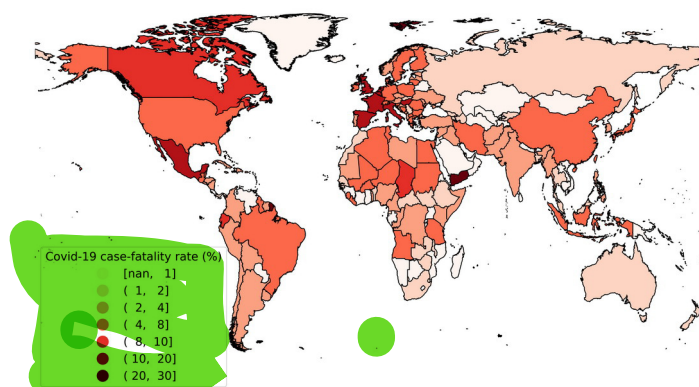 Covid-19 case-fatality rate (%)
[nan, 1]
( 1, 2]
( 2, 4]
( 4, 8]
( 8, 10]
(10, 20]
(20, 30]